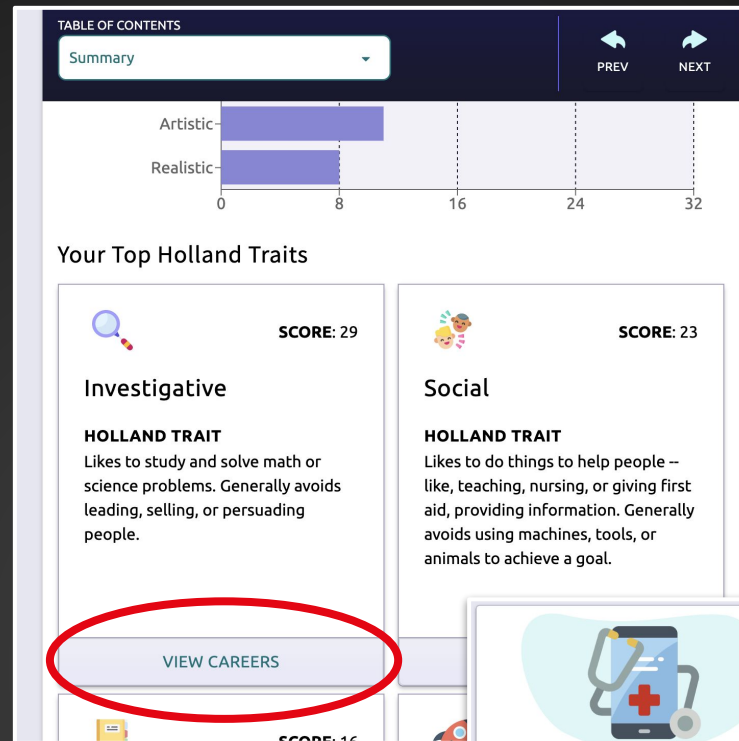 TABLE OF CONTENTS
Summary
PREV
NEXT
Artistic
Realistic
0 8 16 24 32
Your Top Holland Traits
SCORE: 29
Investigative
HOLLAND TRAIT
Likes to study and solve math or
science problems. Generally avoids
leading, selling, or persuading
people.
VIEW CAREERS
SCORE: 23
Social
HOLLAND TRAIT
Likes to do things to help people --
like, teaching, nursing, or giving first
aid, providing information. Generally
avoids using machines, tools, or
animals to achieve a goal.
SCORE: 16